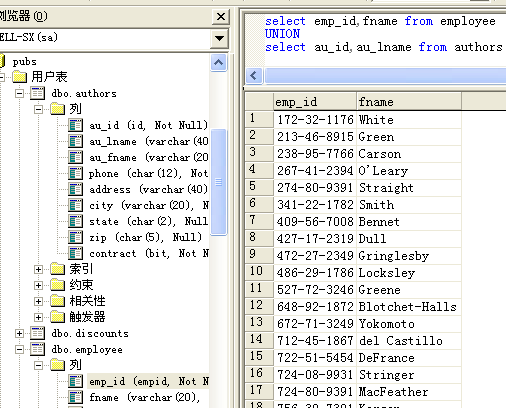 浏览器(O)
ELL-SX(sa)
pubs
用户表
dbo.authors
列
au_id (id, Not Null)
au_lname (varchar(40
au_fname (varchar(20
phone (char(12), Not
address (varchar(40)
city (varchar(20), N
state (char(2), Null
zip (char(5), Null)
contract (bit, Not N
索引
约束
相关性
触发器
dbo.discounts
dbo.employee
列
emp_id (empid, Not N
fname (varchar(20),
select emp_id,fname from employee
UNION
select au_id,au_lname from authors
emp_id fname
1 172-32-1176 White
2 213-46-8915 Green
3 238-95-7766 Carson
4 267-41-2394 O'Leary
5 274-80-9391 Straight
6 341-22-1782 Smith
7 409-56-7008 Bennet
8 427-17-2319 Dull
9 472-27-2349 Gringlesby
10 486-29-1786 Locksley
11 527-72-3246 Greene
12 648-92-1872 Blotchet-Halls
13 672-71-3249 Yokomoto
14 712-45-1867 del Castillo
15 722-51-5454 DeFrance
16 724-08-9931 Stringer
17 724-80-9391 MacFeather